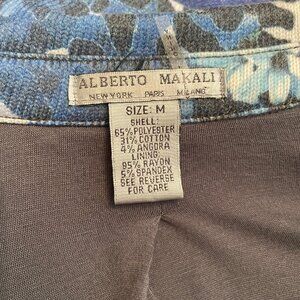 ALBERTO MAKALI
NEW YORK PARIS MILANO
SIZE: M
SHELL:
65% POLYESTER
31% COTTON
4% ANGORA
LINING:
95% RAYON
5% SPANDEX
SEE REVERSE
FOR CARE